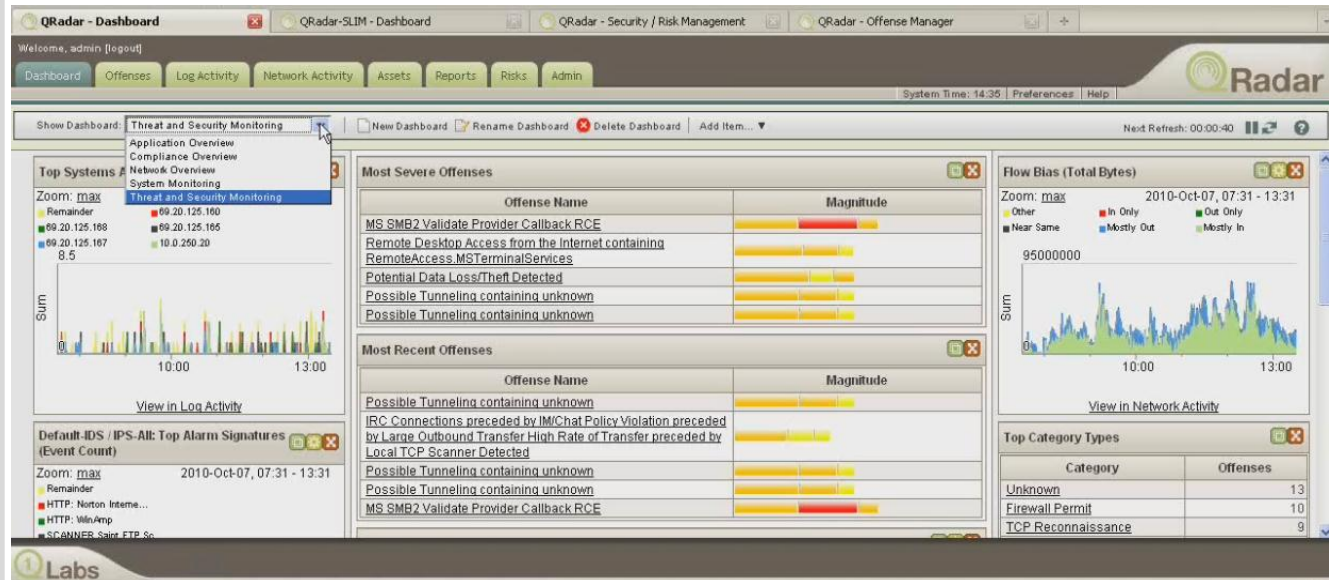 QRadar - Dashboard
QRadar-SLIM - Dashboard
QRadar - Security / Risk Management
QRadar - Offense Manager
Welcome, admin [logout]
Dashboard
Offenses
Log Activity
Network Activity
Assets
Reports
Risks
Admin
QRadar
System Time: 14:35
Preferences
Help
Show Dashboard:
Threat and Security Monitoring
New Dashboard
Rename Dashboard
Delete Dashboard
Add Item... ▼
Next Refresh: 00:00:40
Application Overview
Compliance Overview
Network Overview
System Monitoring
Threat and Security Monitoring
Top Systems
Zoom: max
Remainder
69.20.125.160
69.20.125.168
69.20.125.165
69.20.125.167
10.0.250.20
8.5
Sum
0
10:00
13:00
View in Log Activity
Default-IDS / IPS-All: Top Alarm Signatures
(Event Count)
Zoom: max
2010-Oct-07, 07:31 - 13:31
Remainder
HTTP: Norton Interne...
HTTP: WinAmp
SCANNER Saint FTP Sc
Most Severe Offenses
Offense Name
Magnitude
MS SMB2 Validate Provider Callback RCE
Remote Desktop Access from the Internet containing
RemoteAccess.MSTerminalServices
Potential Data Loss/Theft Detected
Possible Tunneling containing unknown
Possible Tunneling containing unknown
Most Recent Offenses
Offense Name
Magnitude
Possible Tunneling containing unknown
IRC Connections preceded by IM/Chat Policy Violation preceded
by Large Outbound Transfer High Rate of Transfer preceded by
Local TCP Scanner Detected
Possible Tunneling containing unknown
Possible Tunneling containing unknown
MS SMB2 Validate Provider Callback RCE
Flow Bias (Total Bytes)
Zoom: max
2010-Oct-07, 07:31 - 13:31
Other
In Only
Out Only
Near Same
Mostly Out
Mostly In
95000000
Sum
0
10:00
13:00
View in Network Activity
Top Category Types
Category
Offenses
Unknown
13
Firewall Permit
10
TCP Reconnaissance
9
1 Labs